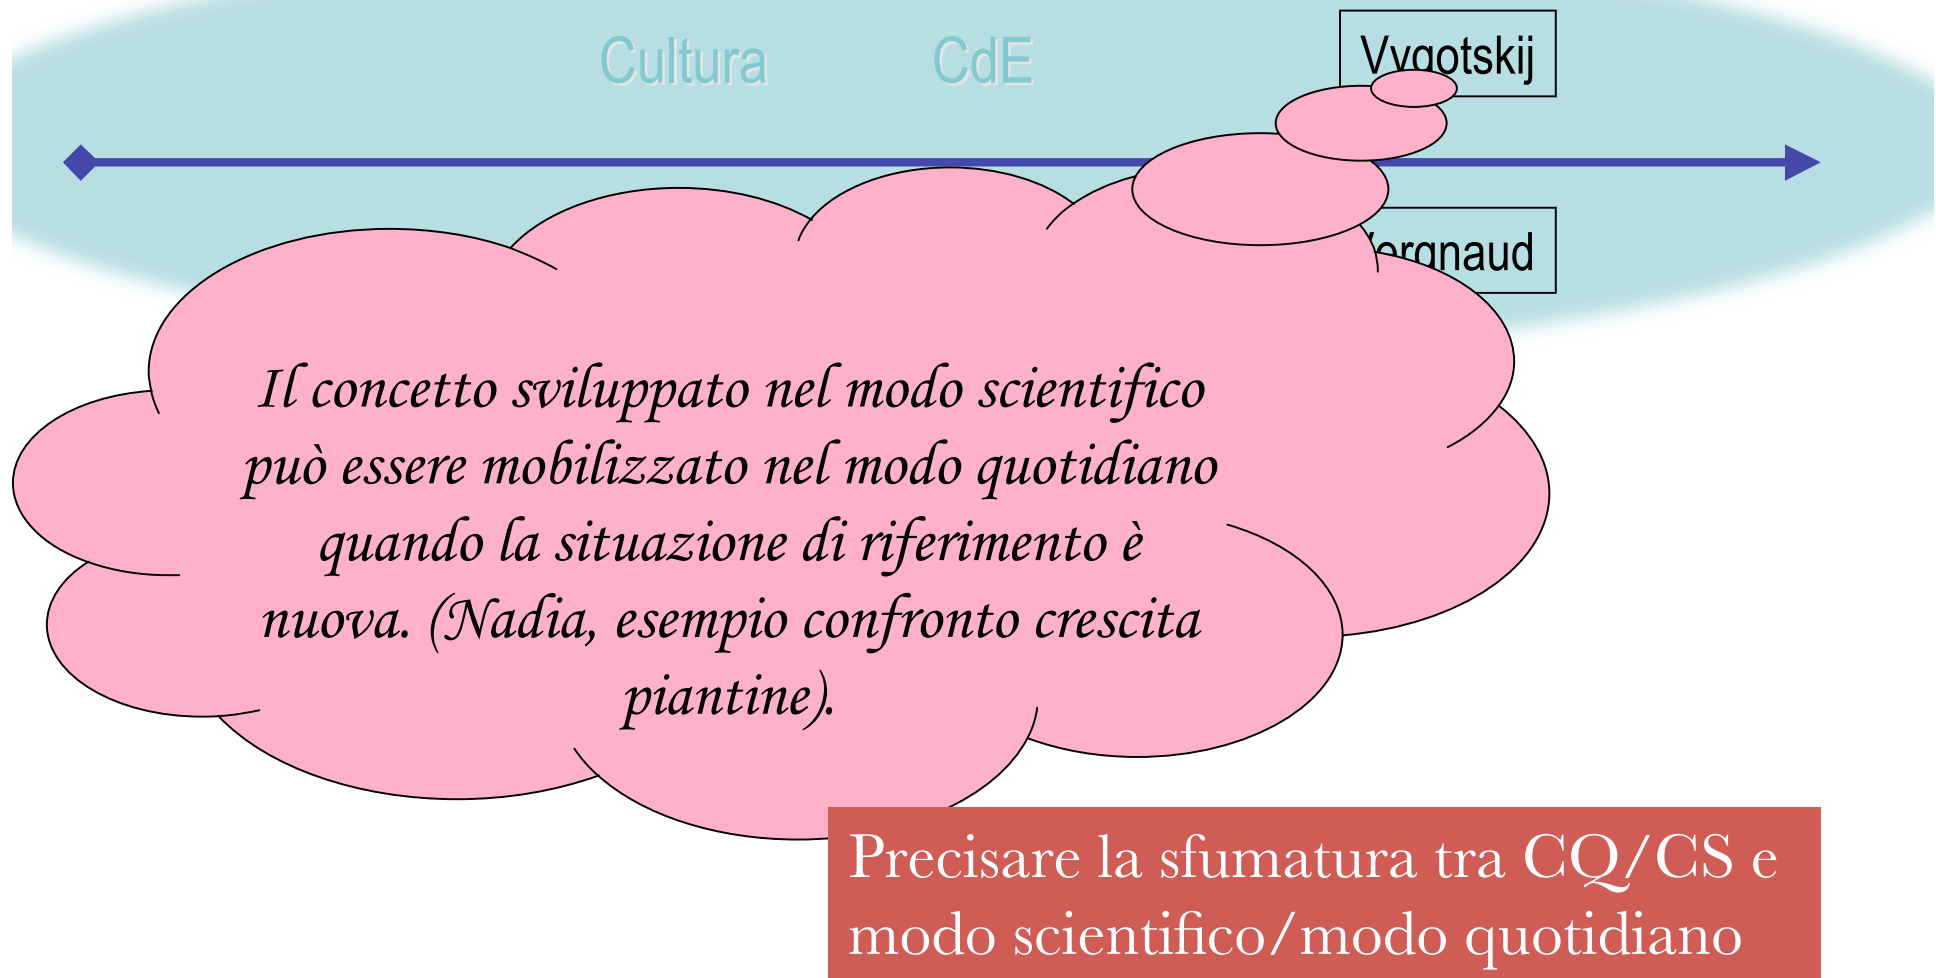 Cultura CdE Vygotskij
Vergnaud
Il concetto sviluppato nel modo scientifico
può essere mobilizzato nel modo quotidiano
quando la situazione di riferimento è
nuova. (Nadia, esempio confronto crescita
piantine).
Precisare la sfumatura tra CQ/CS e
modo scientifico/modo quotidiano